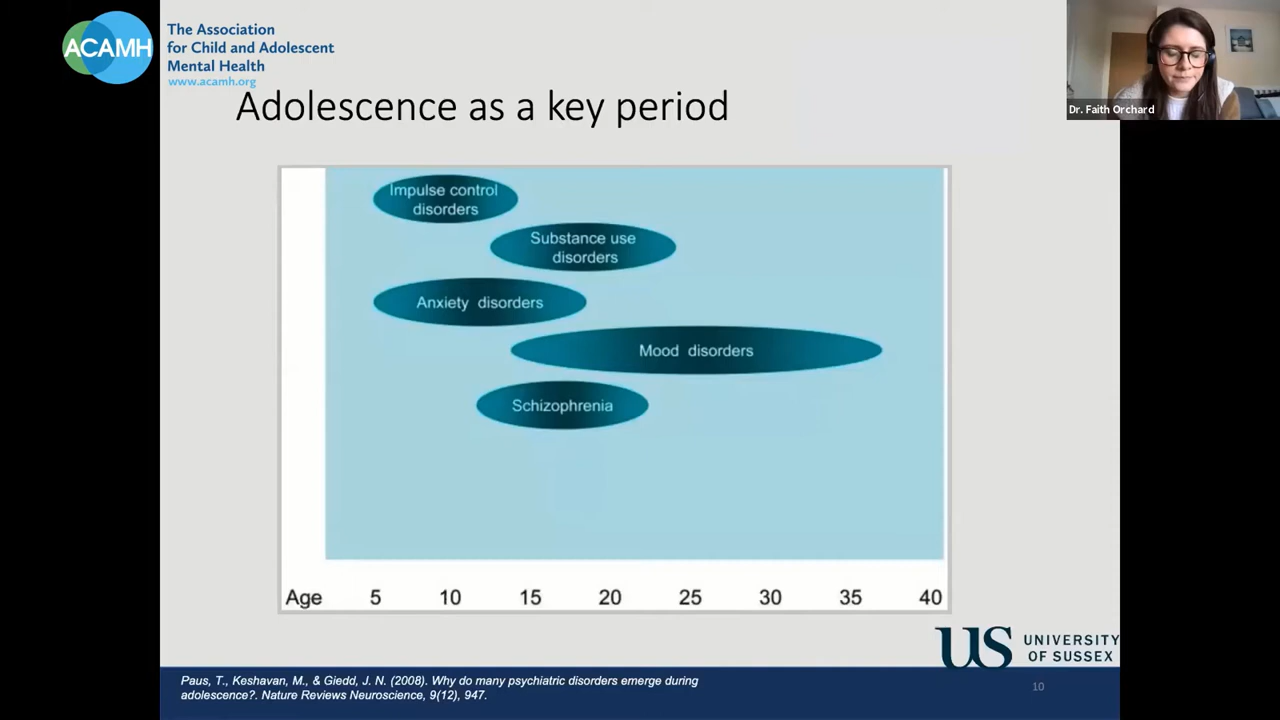 ACAMH
The Association
for Child and Adolescent
Mental Health
www.acamh.org
Dr. Faith Orchard
Adolescence as a key period
Impulse control
disorders
Substance use
disorders
Anxiety disorders
Mood disorders
Schizophrenia
Age 5 10 15 20 25 30 35 40
US UNIVERSITY
OF SUSSEX
Paus, T., Keshavan, M., & Giedd, J. N. (2008). Why do many psychiatric disorders emerge during
adolescence?. Nature Reviews Neuroscience, 9(12), 947.
10